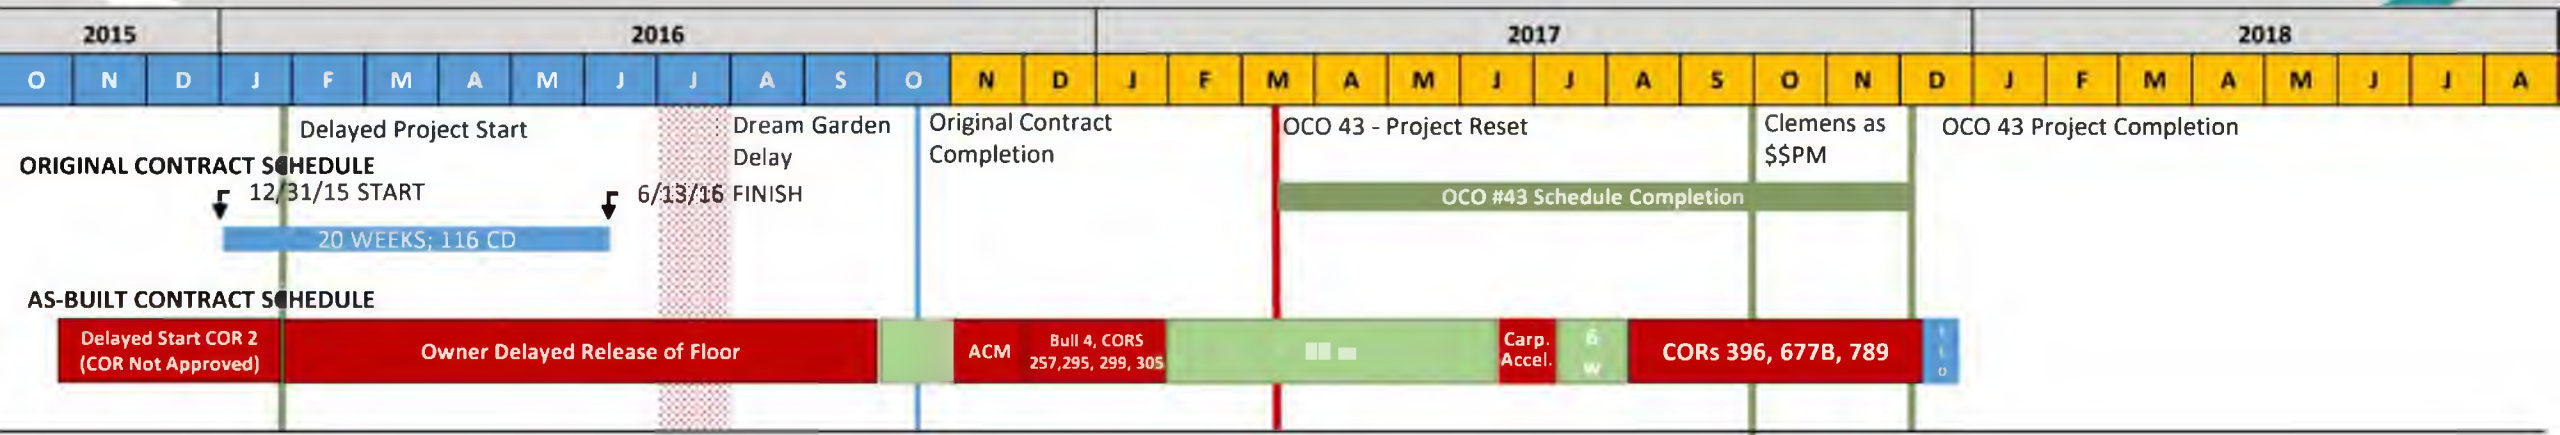 2015 2016 2017 2018
O N D J F M A M J J A S O N D J F M A M J J A S O N D J F M A M J J A
Delayed Project Start
Dream Garden
Delay
Original Contract
Completion
OCO 43 - Project Reset
Clemens as
$$PM
OCO 43 Project Completion
ORIGINAL CONTRACT SCHEDULE
12/31/15 START
6/13/16 FINISH
OCO #43 Schedule Completion
20 WEEKS; 116 CD
AS-BUILT CONTRACT SCHEDULE
Delayed Start COR 2
(COR Not Approved)
Owner Delayed Release of Floor
ACM
Bull 4, CORS
257,295, 299, 305
Carp.
Accel.
6
w
CORs 396, 677B, 789